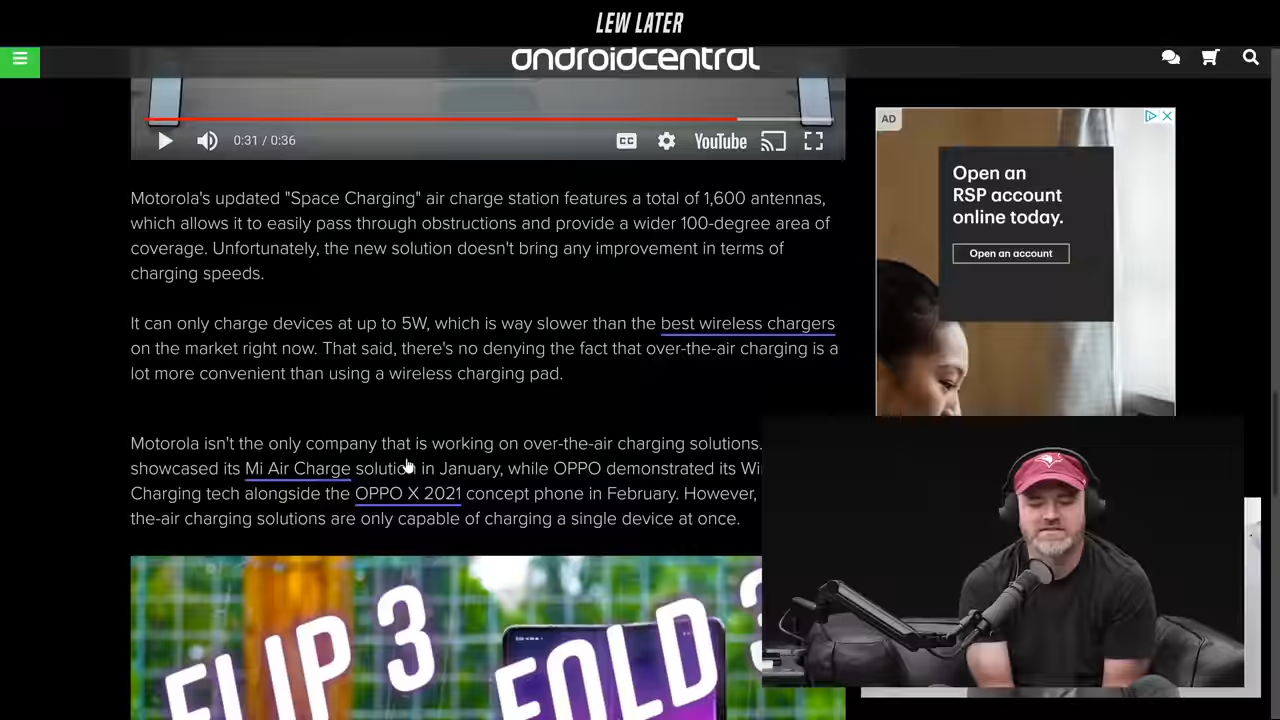 LEW LATER
androidcentral
0:31 / 0:36
CC
YouTube
AD
Open an
RSP account
online today.
Open an account
Motorola's updated "Space Charging" air charge station features a total of 1,600 antennas,
which allows it to easily pass through obstructions and provide a wider 100-degree area of
coverage. Unfortunately, the new solution doesn't bring any improvement in terms of
charging speeds.
It can only charge devices at up to 5W, which is way slower than the best wireless chargers
on the market right now. That said, there's no denying the fact that over-the-air charging is a
lot more convenient than using a wireless charging pad.
Motorola isn't the only company that is working on over-the-air charging solutions.
showcased its Mi Air Charge solution in January, while OPPO demonstrated its
Charging tech alongside the OPPO X 2021 concept phone in February. However,
the-air charging solutions are only capable of charging a single device at once.
FLIP 3
FOLD 3